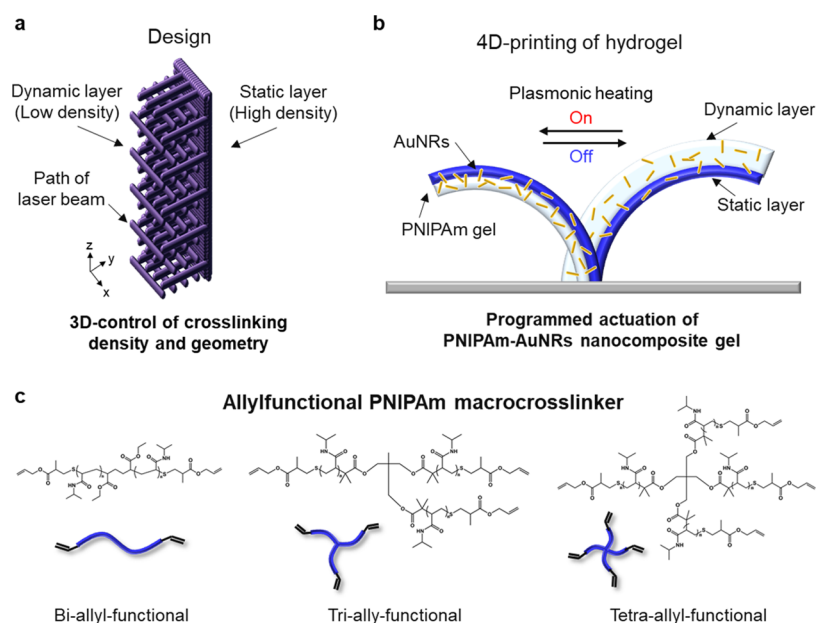 a
Design
Dynamic layer
(Low density)
Static layer
(High density)
Path of
laser beam
z
y
x
3D-control of crosslinking
density and geometry
b
4D-printing of hydrogel
Plasmonic heating
On
Off
AuNRs
PNIPAm gel
Dynamic layer
Static layer
Programmed actuation of
PNIPAm-AuNRs nanocomposite gel
c
Allylfunctional PNIPAm macrocrosslinker
Bi-allyl-functional
Tri-ally-functional
Tetra-allyl-functional